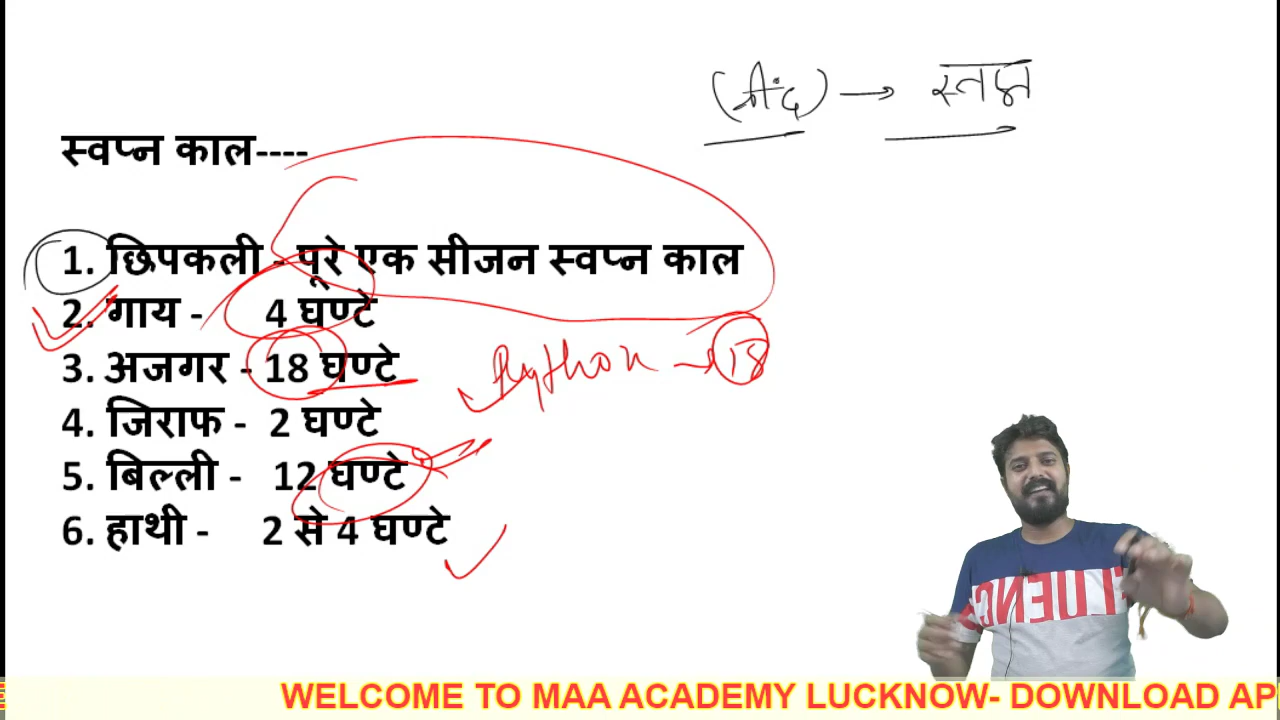 (नींद) → स्वप्न
स्वप्न काल----
1. छिपकली - पूरे एक सीजन स्वप्न काल
2. गाय - 4 घण्टे
3. अजगर - 18 घण्टे
Python → 18
4. जिराफ - 2 घण्टे
5. बिल्ली - 12 घण्टे
6. हाथी - 2 से 4 घण्टे
WELCOME TO MAA ACADEMY LUCKNOW- DOWNLOAD AP